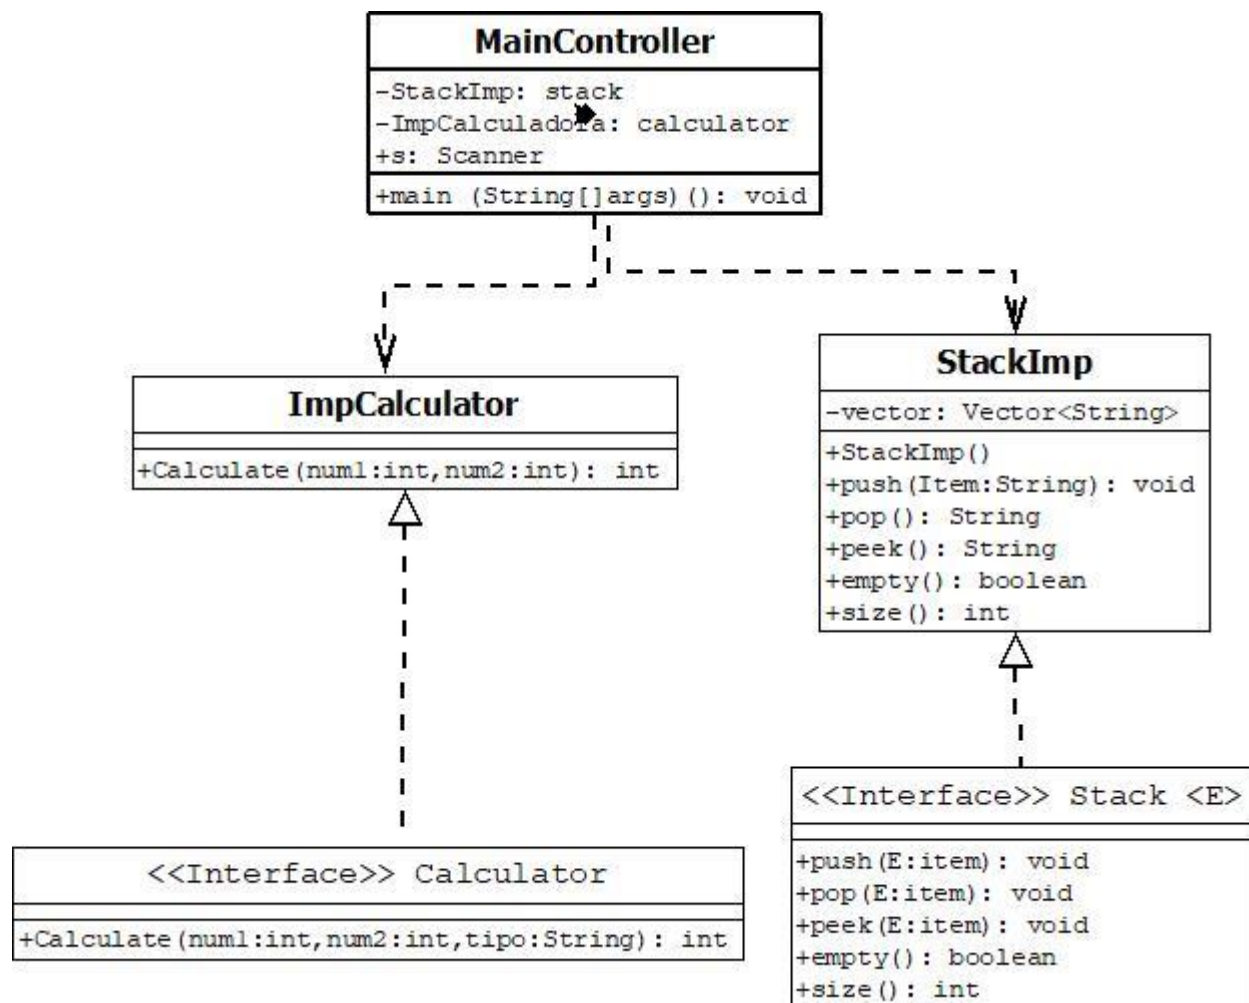 MainController
-StackImp: stack
-ImpCalculadora: calculator
+s: Scanner
+main (String[]args)(): void
ImpCalculator
+Calculate(num1:int,num2:int): int
StackImp
-vector: Vector<String>
+StackImp()
+push(Item:String): void
+pop(): String
+peek(): String
+empty(): boolean
+size(): int
<<Interface>> Calculator
+Calculate(num1:int,num2:int,tipo:String): int
<<Interface>> Stack <E>
+push(E:item): void
+pop(E:item): void
+peek(E:item): void
+empty(): boolean
+size(): int